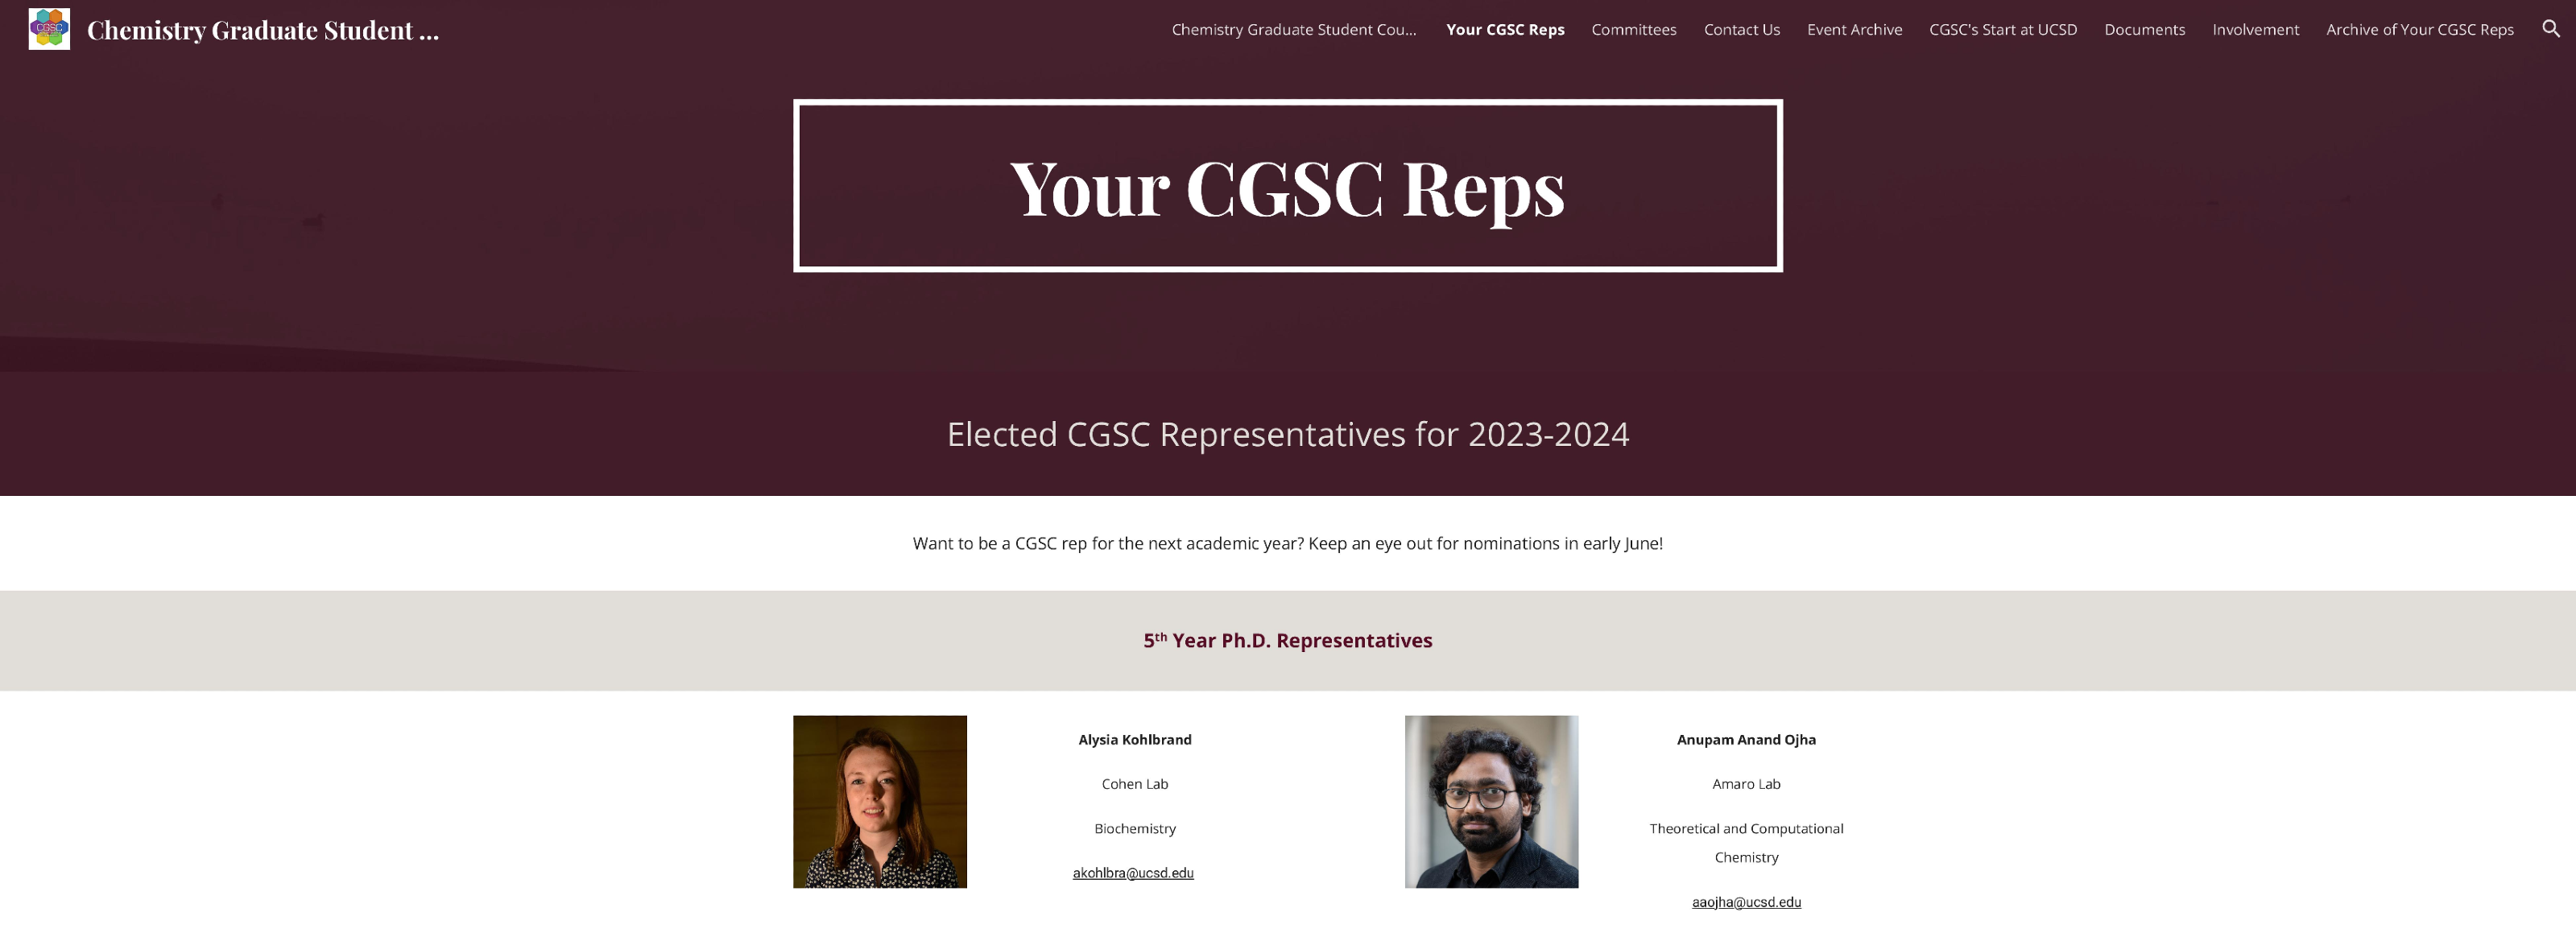 CGSC
Chemistry Graduate Student ...
Chemistry Graduate Student Cou...
Your CGSC Reps
Committees
Contact Us
Event Archive
CGSC's Start at UCSD
Documents
Involvement
Archive of Your CGSC Reps
Your CGSC Reps
Elected CGSC Representatives for 2023-2024
Want to be a CGSC rep for the next academic year? Keep an eye out for nominations in early June!
5th Year Ph.D. Representatives
Alysia Kohlbrand
Cohen Lab
Biochemistry
akohlbra@ucsd.edu
Anupam Anand Ojha
Amaro Lab
Theoretical and Computational
Chemistry
aaojha@ucsd.edu